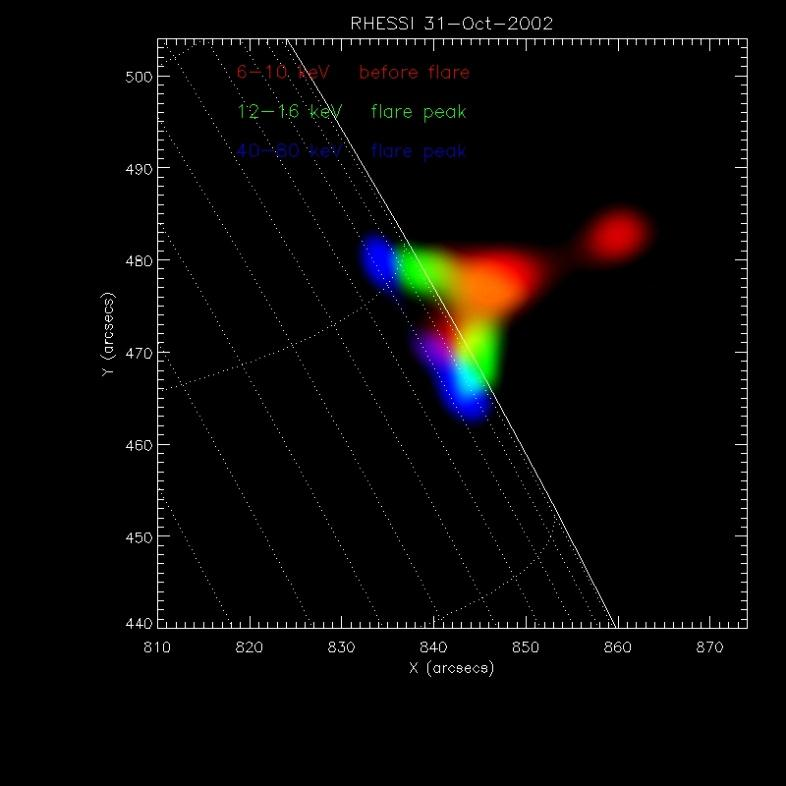 RHESSI 31-Oct-2002
6-10 keV before flare
12-16 keV flare peak
40-80 keV flare peak
500
490
480
470
460
450
440
Y (arcsecs)
810 820 830 840 850 860 870
X (arcsecs)